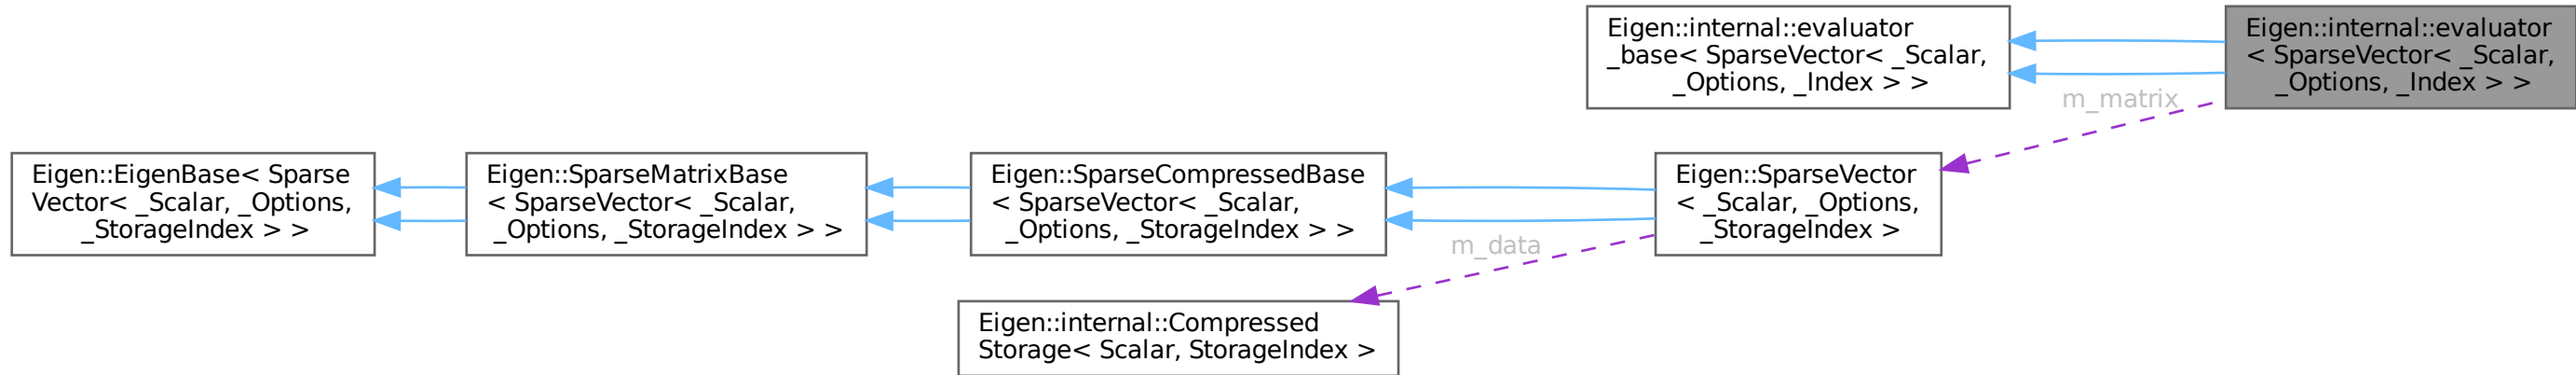 Eigen::internal::evaluator
_base< SparseVector< _Scalar,
_Options, _Index > >
Eigen::internal::evaluator
< SparseVector< _Scalar,
_Options, _Index > >
m_matrix
Eigen::EigenBase< Sparse
Vector< _Scalar, _Options,
_StorageIndex > >
Eigen::SparseMatrixBase
< SparseVector< _Scalar,
_Options, _StorageIndex > >
Eigen::SparseCompressedBase
< SparseVector< _Scalar,
_Options, _StorageIndex > >
Eigen::SparseVector
< _Scalar, _Options,
_StorageIndex >
m_data
Eigen::internal::Compressed
Storage< Scalar, StorageIndex >